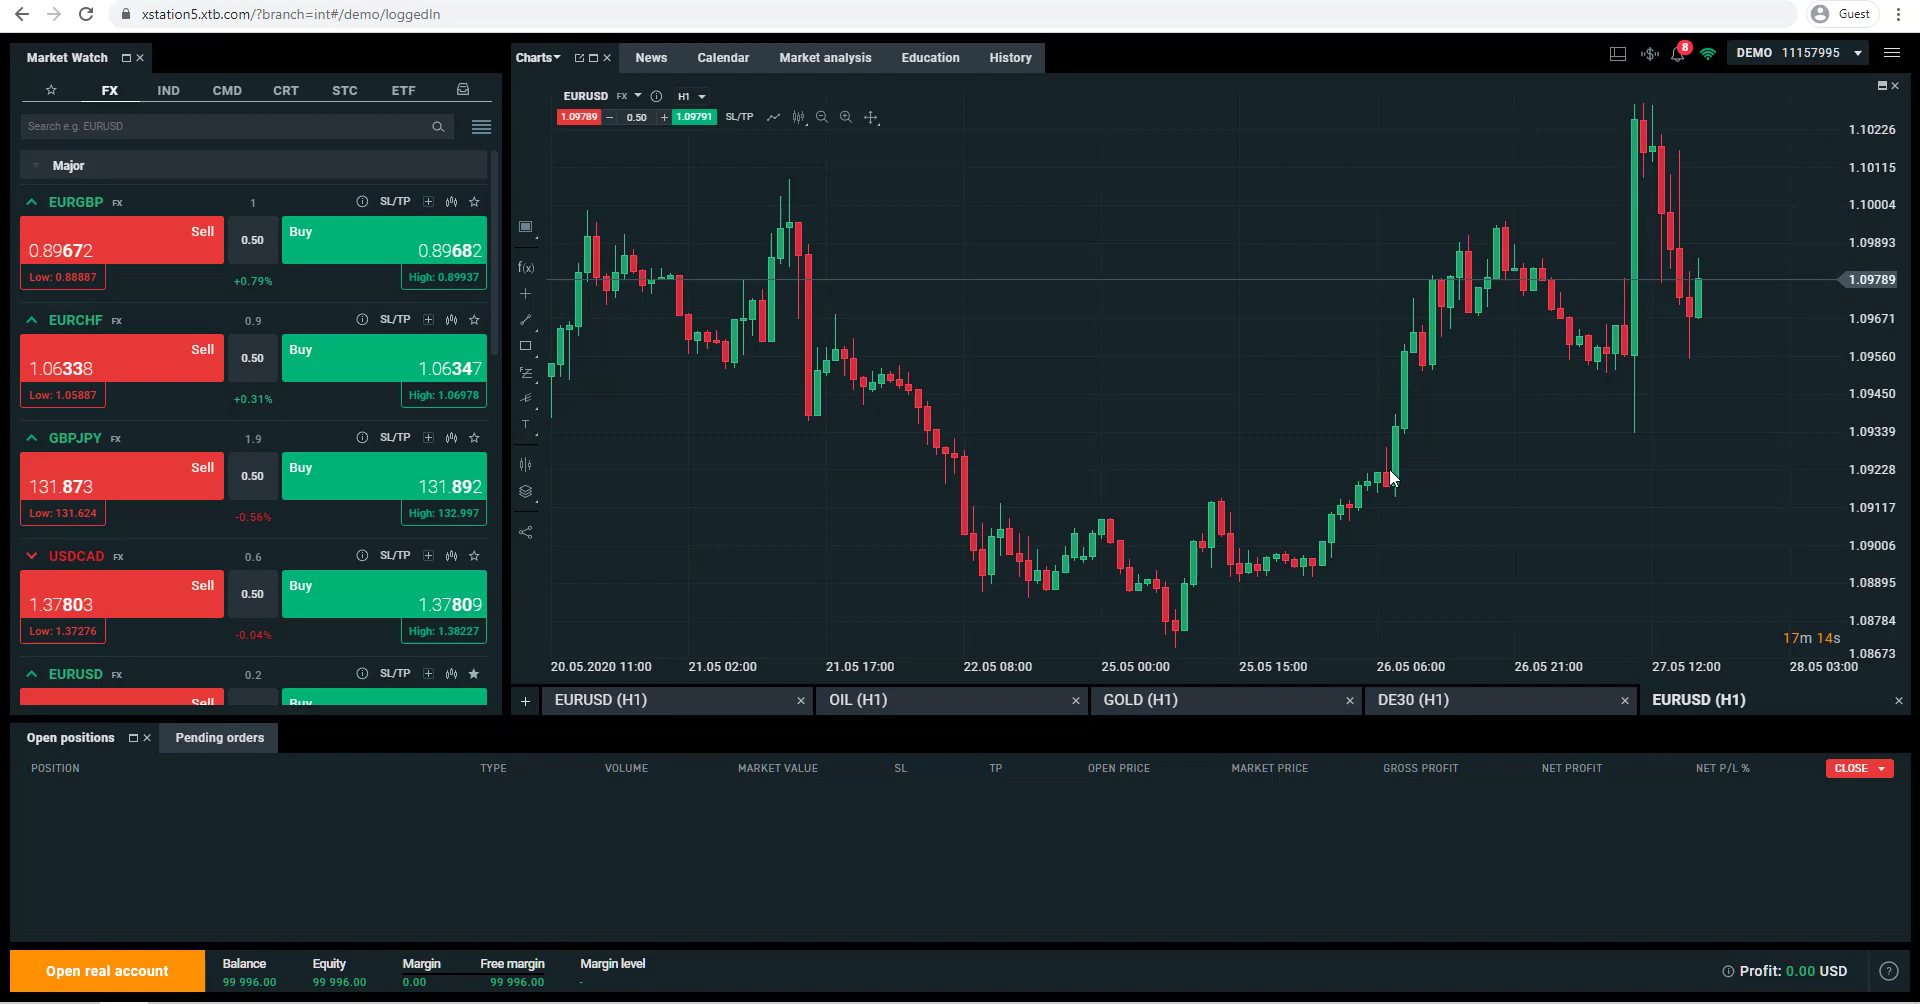 xstation5.xtb.com/?branch=int#/demo/loggedIn
Guest
Market Watch
FX IND CMD CRT STC ETF
Search e.g. EURUSD
Major
EURGBP FX 1 SL/TP
Sell 0.50 Buy
0.89672 0.89682
Low: 0.88887 +0.79% High: 0.89937
EURCHF FX 0.9 SL/TP
Sell 0.50 Buy
1.06338 1.06347
Low: 1.05887 +0.31% High: 1.06978
GBPJPY FX 1.9 SL/TP
Sell 0.50 Buy
131.873 131.892
Low: 131.624 -0.56% High: 132.997
USDCAD FX 0.6 SL/TP
Sell 0.50 Buy
1.37803 1.37809
Low: 1.37276 -0.04% High: 1.38227
EURUSD FX 0.2 SL/TP
Sell Buy
Charts News Calendar Market analysis Education History
8 DEMO 11157995
EURUSD FX H1
1.09789 0.50 1.09791 SL/TP
f(x)
T
1.10226
1.10115
1.10004
1.09893
1.09789
1.09671
1.09560
1.09450
1.09339
1.09228
1.09117
1.09006
1.08895
1.08784
17m 14s
1.08673
20.05.2020 11:00 21.05 02:00 21.05 17:00 22.05 08:00 25.05 00:00 25.05 15:00 26.05 06:00 26.05 21:00 27.05 12:00 28.05 03:00
EURUSD (H1) OIL (H1) GOLD (H1) DE30 (H1) EURUSD (H1)
Open positions Pending orders
POSITION TYPE VOLUME MARKET VALUE SL TP OPEN PRICE MARKET PRICE GROSS PROFIT NET PROFIT NET P/L % CLOSE
Open real account
Balance Equity Margin Free margin Margin level
99 996.00 99 996.00 0.00 99 996.00 -
Profit: 0.00 USD